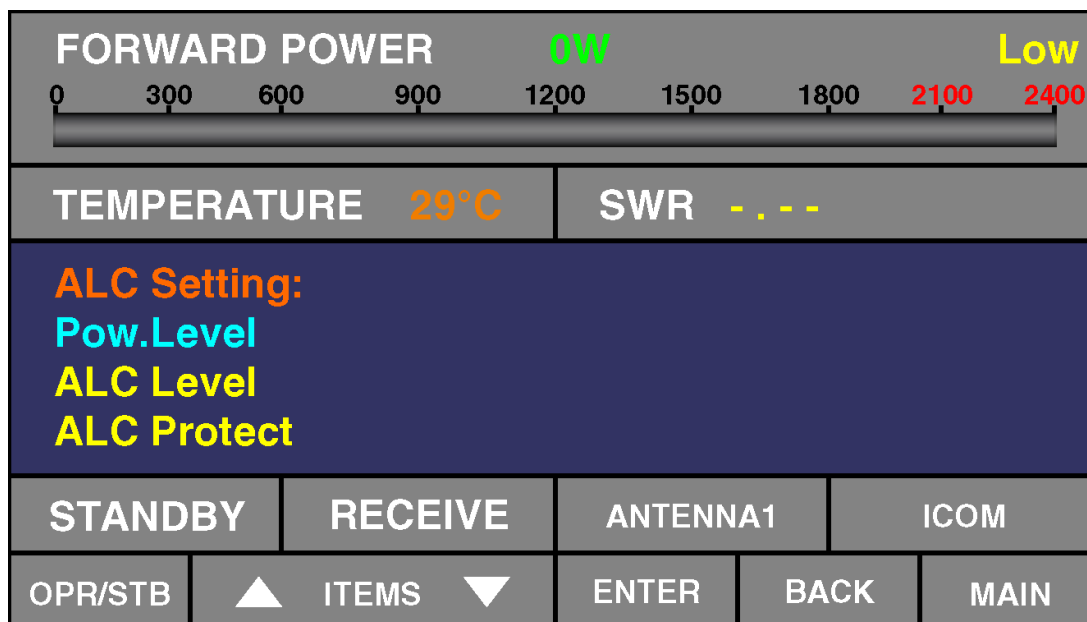 FORWARD POWER 0W Low
0 300 600 900 1200 1500 1800 2100 2400
TEMPERATURE 29°C SWR -.--
ALC Setting:
Pow.Level
ALC Level
ALC Protect
STANDBY RECEIVE ANTENNA1 ICOM
OPR/STB ▲ ITEMS ▼ ENTER BACK MAIN